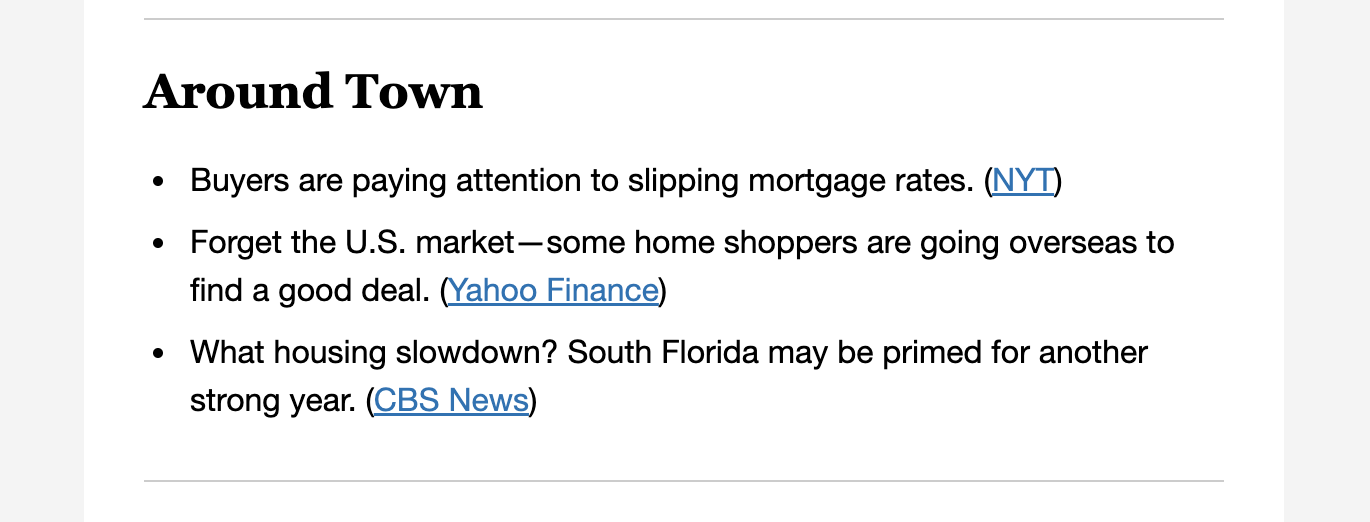 Around Town
• Buyers are paying attention to slipping mortgage rates. (NYT)
• Forget the U.S. market—some home shoppers are going overseas to
find a good deal. (Yahoo Finance)
• What housing slowdown? South Florida may be primed for another
strong year. (CBS News)